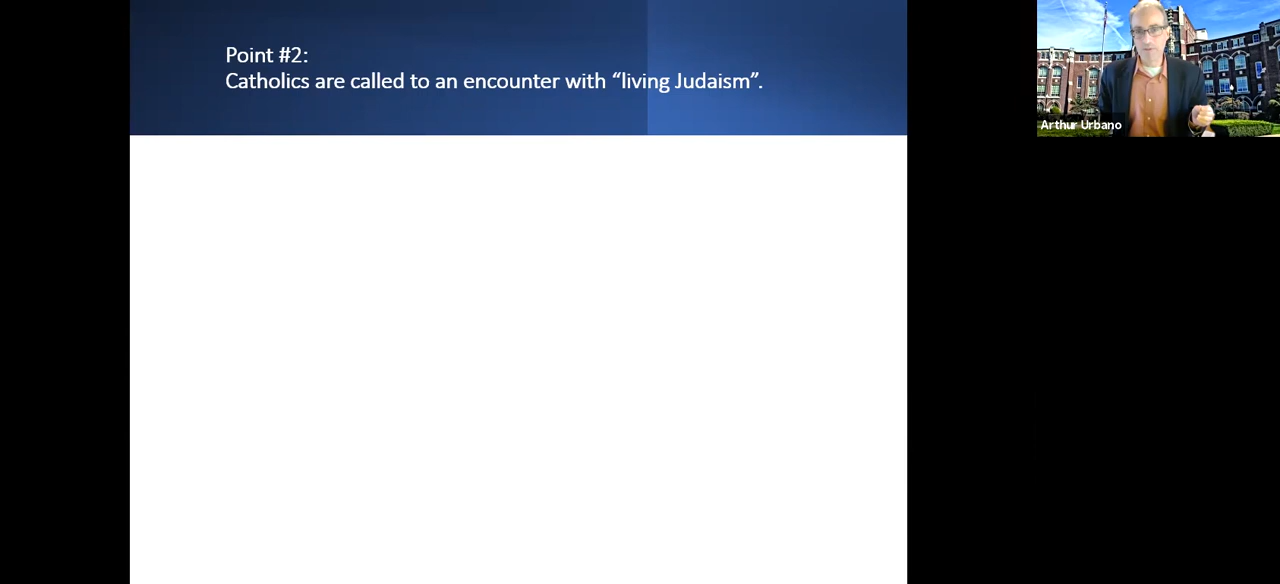 Point #2:
Catholics are called to an encounter with “living Judaism”.
Arthur Urbano